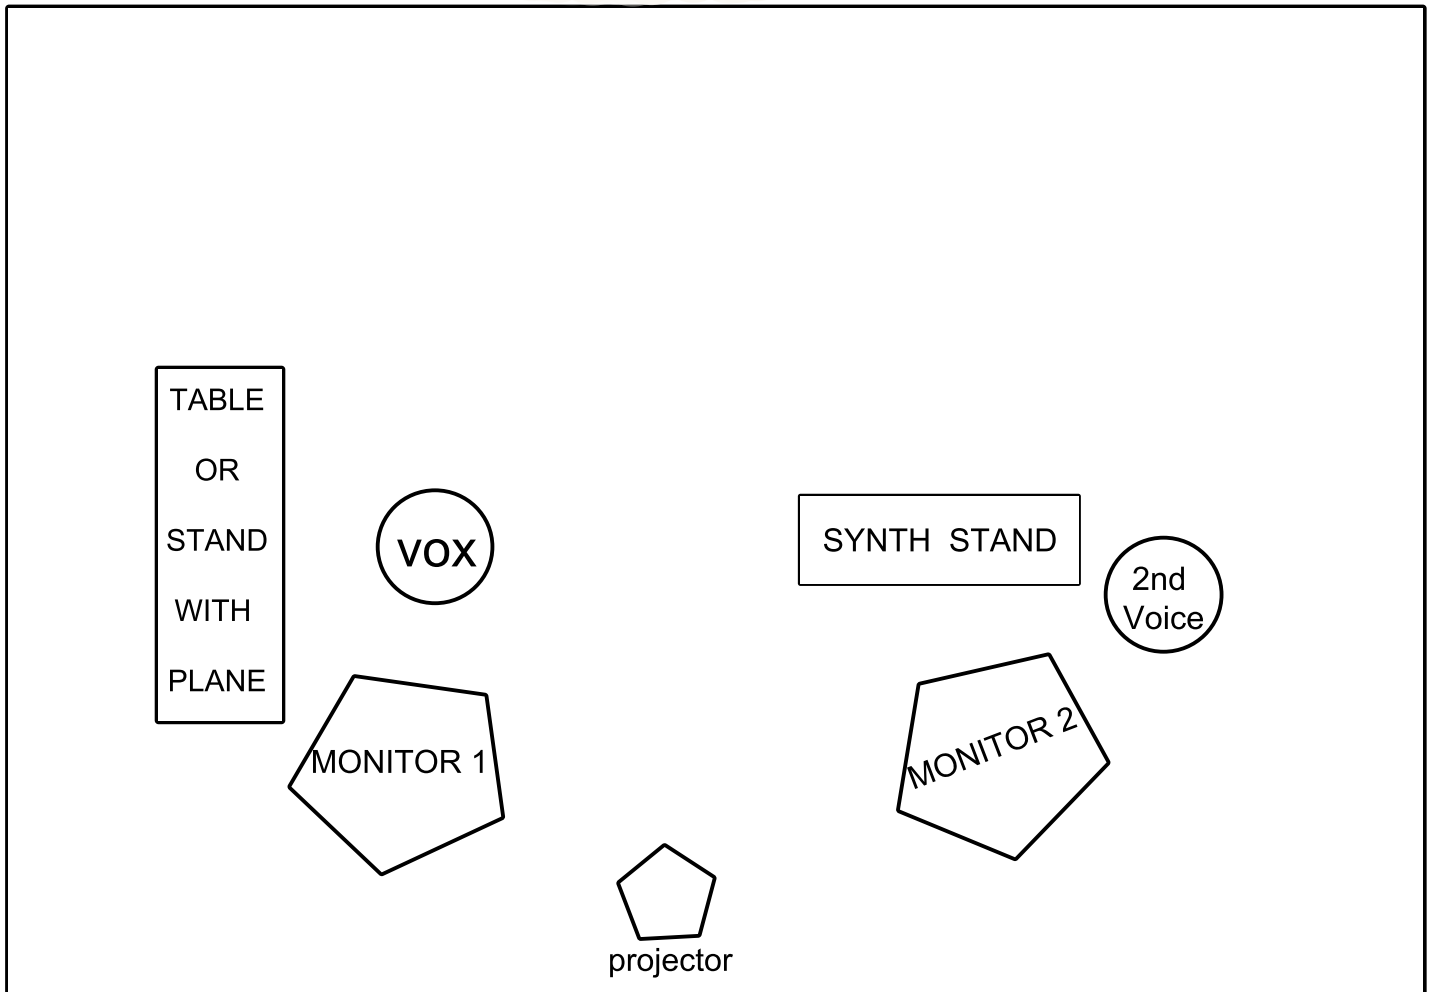 TABLE
OR
STAND
WITH
PLANE
VOX
SYNTH STAND
2nd
Voice
MONITOR 1
MONITOR 2
projector